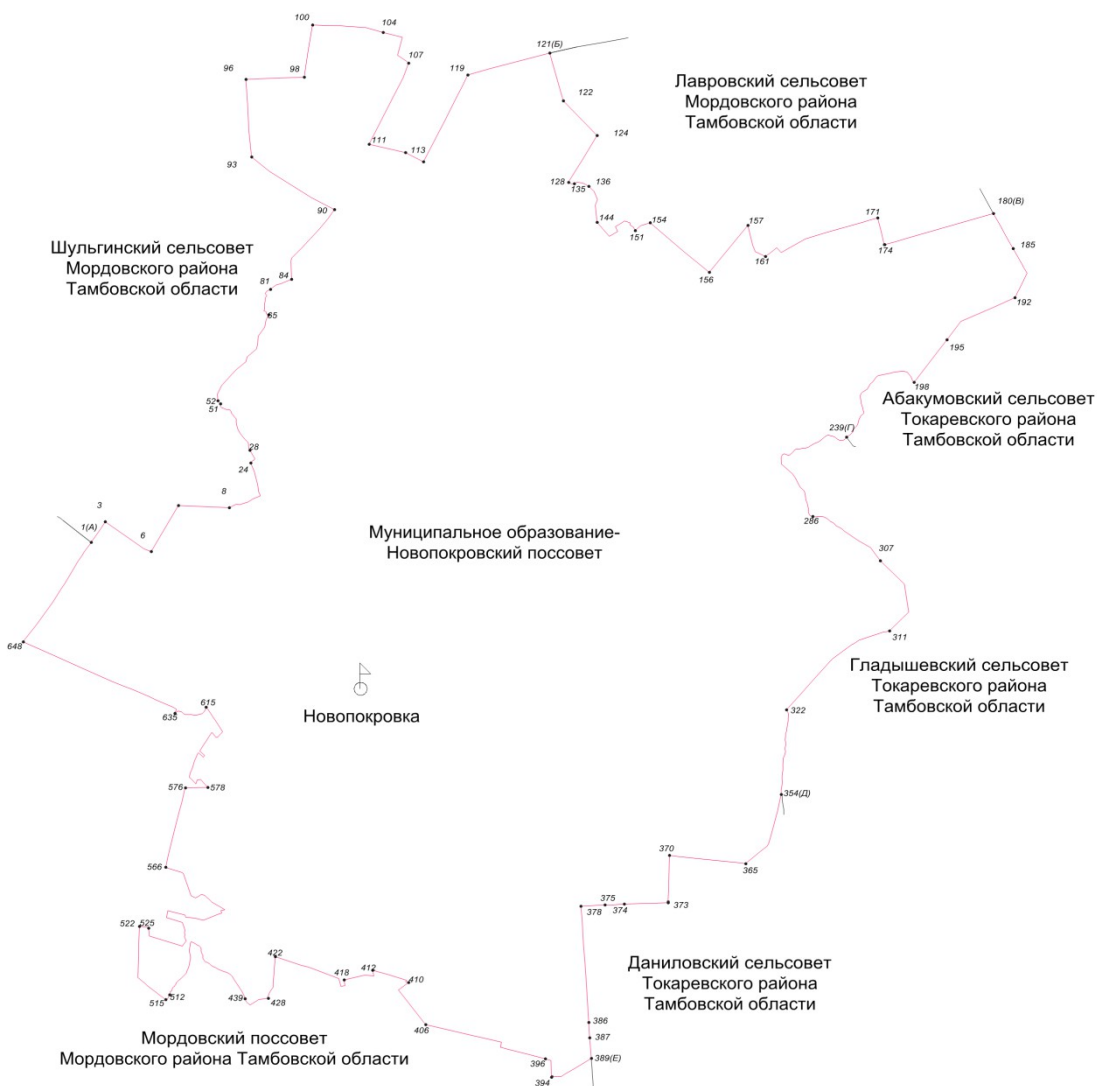 100
104
121(Б)
107
96
98
119
Лавровский сельсовет
Мордовского района
Тамбовской области
122
124
111
113
93
128
135
136
90
144
151
154
157
171
180(В)
156
161
174
185
Шульгинский сельсовет
Мордовского района
Тамбовской области
84
81
192
65
195
52
51
198
Абакумовский сельсовет
Токаревского района
Тамбовской области
239(Г)
28
24
8
3
1(А)
6
286
Муниципальное образование-
Новопокровский поссовет
307
311
648
Гладышевский сельсовет
Токаревского района
Тамбовской области
615
635
Новопокровка
322
576
578
354(Д)
370
365
566
375
378
374
373
522
525
422
418
412
410
Даниловский сельсовет
Токаревского района
Тамбовской области
515
512
439
428
386
387
406
Мордовский поссовет
Мордовского района Тамбовской области
396
389(Е)
394